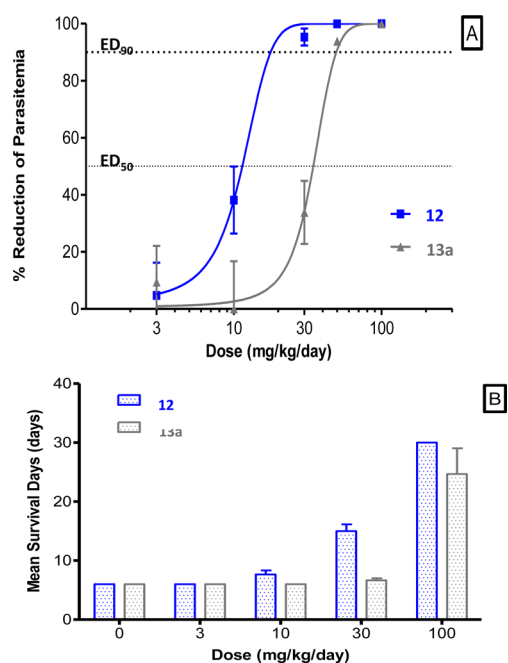 A
% Reduction of Parasitemia
100
80
60
40
20
0
ED90
ED50
12
13a
3
10
30
100
Dose (mg/kg/day)
B
Mean Survival Days (days)
40
30
20
10
0
12
13a
0
3
10
30
100
Dose (mg/kg/day)